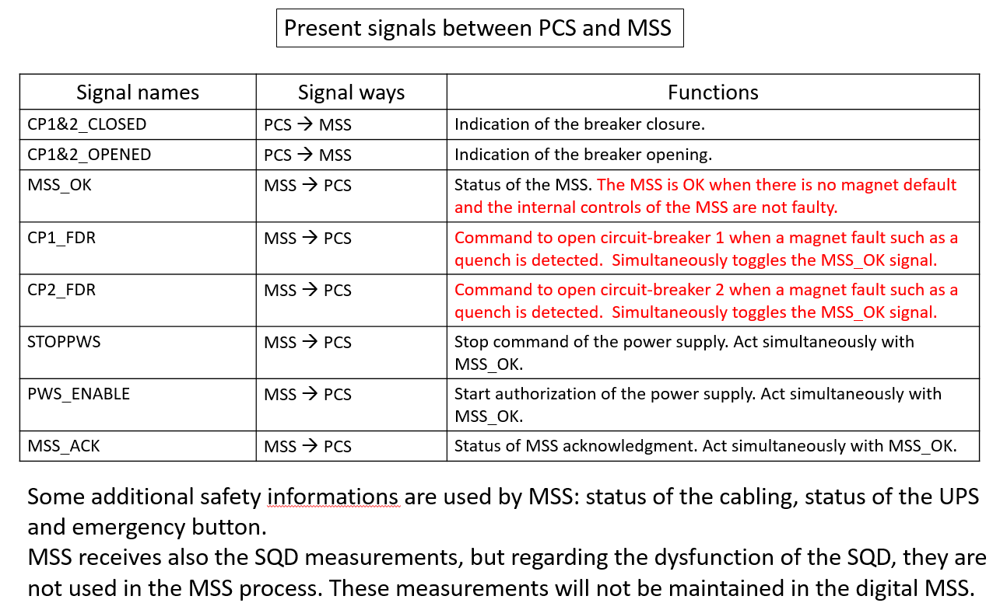 Present signals between PCS and MSS
Signal names Signal ways Functions
CP1&2_CLOSED PCS → MSS Indication of the breaker closure.
CP1&2_OPENED PCS → MSS Indication of the breaker opening.
MSS_OK MSS → PCS Status of the MSS. The MSS is OK when there is no magnet default
and the internal controls of the MSS are not faulty.
CP1_FDR MSS → PCS Command to open circuit-breaker 1 when a magnet fault such as a
quench is detected.  Simultaneously toggles the MSS_OK signal.
CP2_FDR MSS → PCS Command to open circuit-breaker 2 when a magnet fault such as a
quench is detected.  Simultaneously toggles the MSS_OK signal.
STOPPWS MSS → PCS Stop command of the power supply. Act simultaneously with
MSS_OK.
PWS_ENABLE MSS → PCS Start authorization of the power supply. Act simultaneously with
MSS_OK.
MSS_ACK MSS → PCS Status of MSS acknowledgment. Act simultaneously with MSS_OK.
Some additional safety informations are used by MSS: status of the cabling, status of the UPS
and emergency button.
MSS receives also the SQD measurements, but regarding the dysfunction of the SQD, they are
not used in the MSS process. These measurements will not be maintained in the digital MSS.